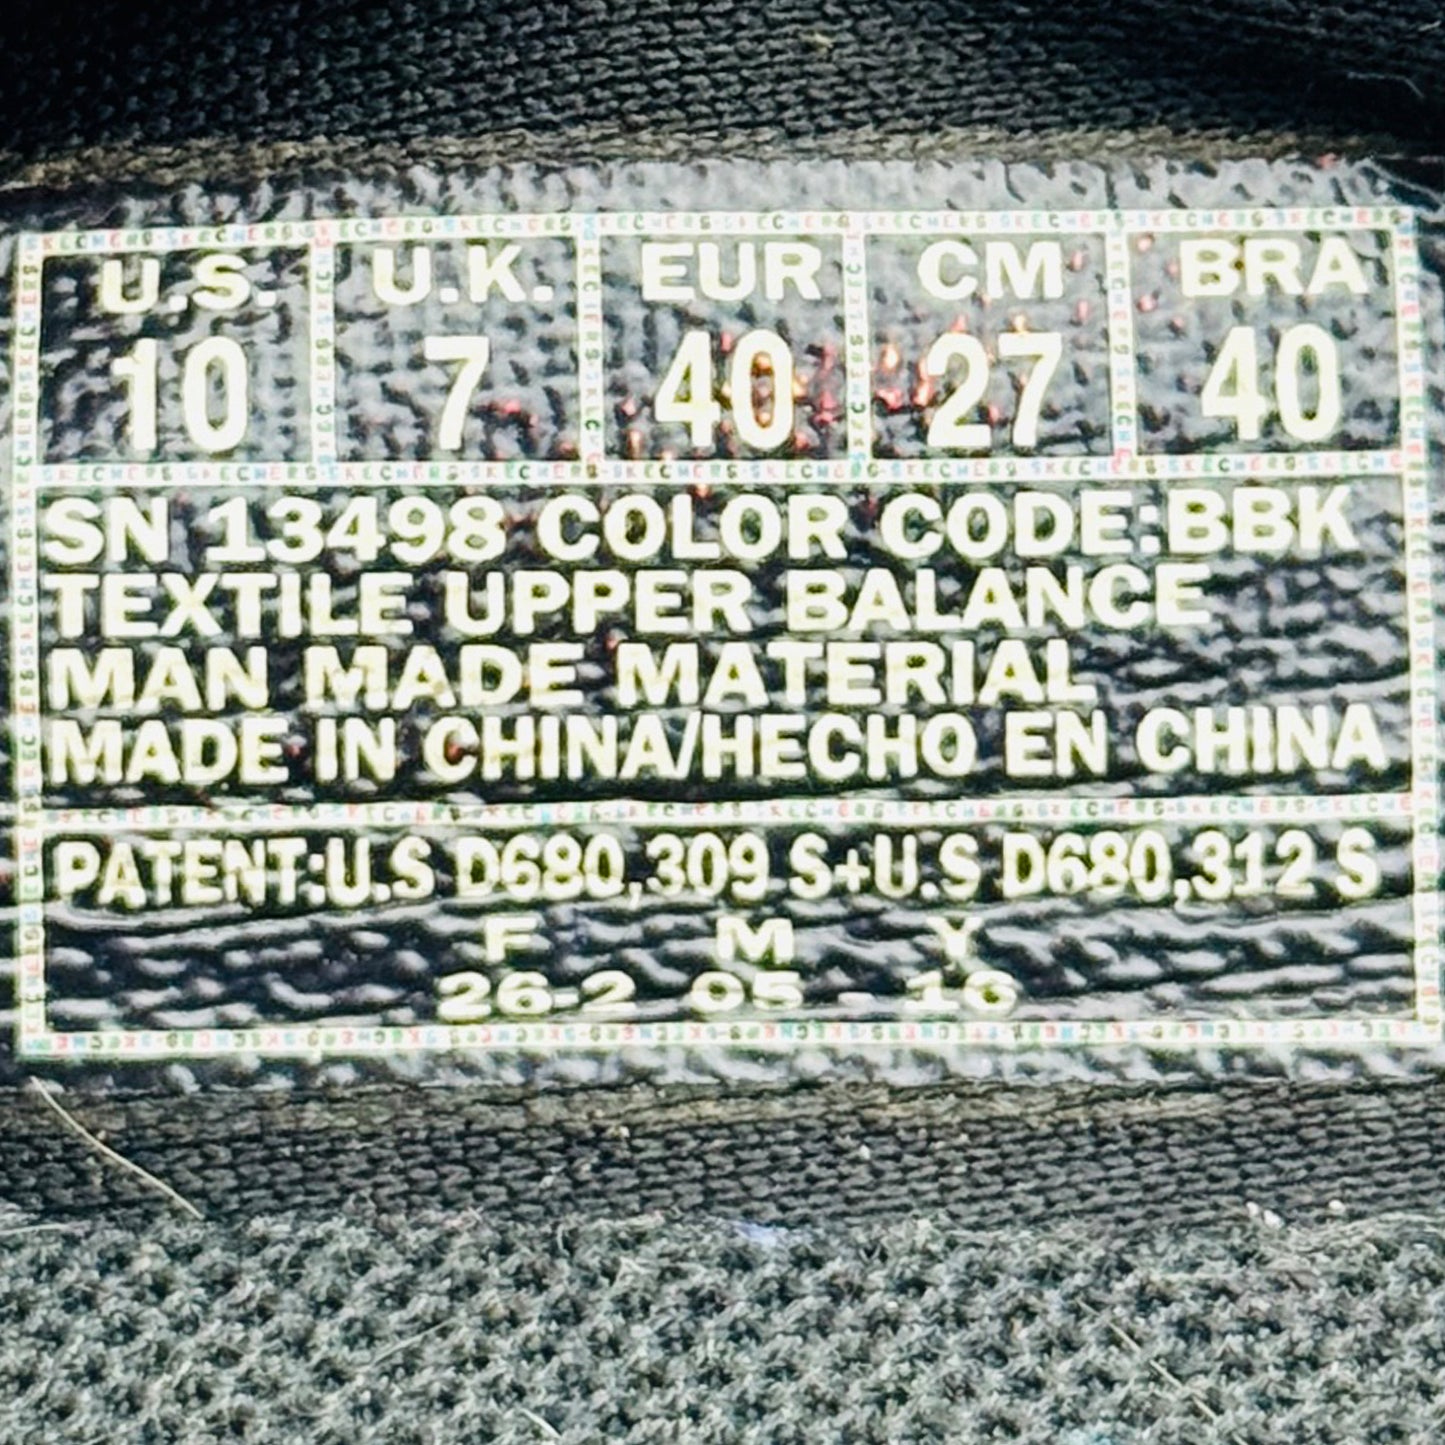 U.S. U.K. EUR CM BRA
10 7 40 27 40
SN 13498 COLOR CODE:BBK
TEXTILE UPPER BALANCE
MAN MADE MATERIAL
MADE IN CHINA/HECHO EN CHINA
PATENT:U.S D680,309 S+U.S D680,312 S
F M Y
26-2 05 - 16